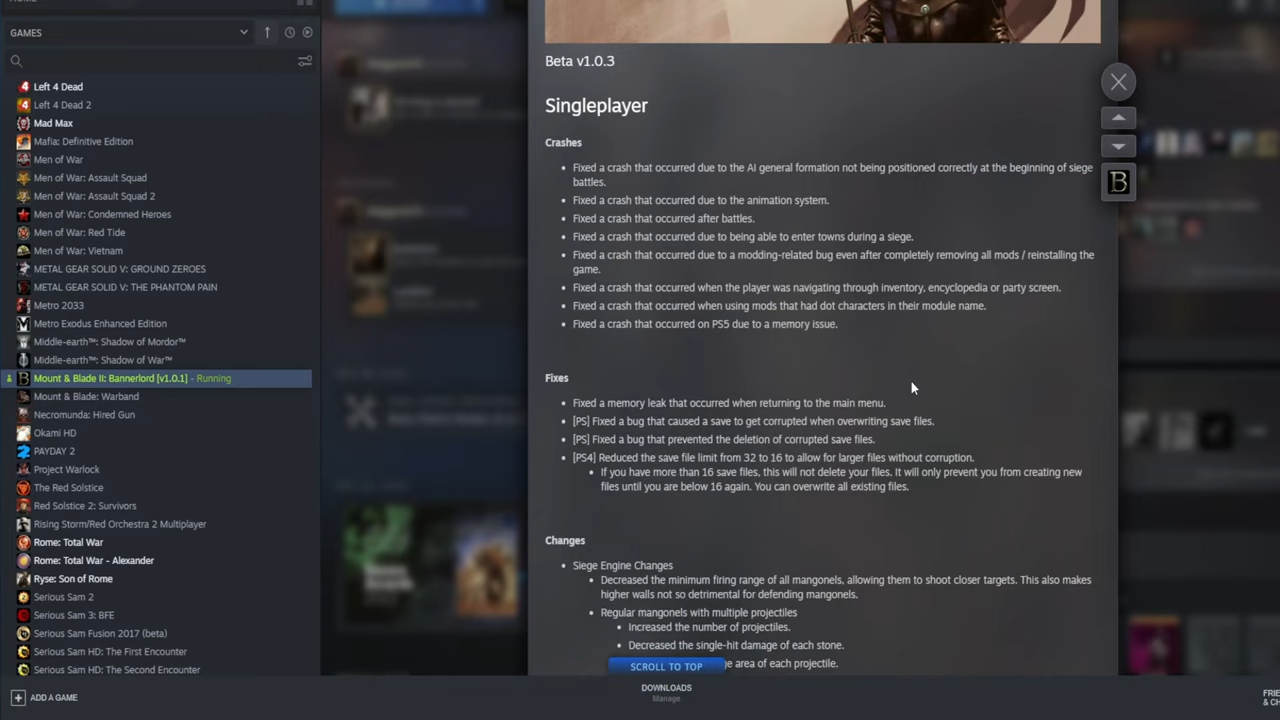 GAMES
Left 4 Dead
Left 4 Dead 2
Mad Max
Mafia: Definitive Edition
Men of War
Men of War: Assault Squad
Men of War: Assault Squad 2
Men of War: Condemned Heroes
Men of War: Red Tide
Men of War: Vietnam
METAL GEAR SOLID V: GROUND ZEROES
METAL GEAR SOLID V: THE PHANTOM PAIN
Metro 2033
Metro Exodus Enhanced Edition
Middle-earth™: Shadow of Mordor™
Middle-earth™: Shadow of War™
Mount & Blade II: Bannerlord [v1.0.1] - Running
Mount & Blade: Warband
Necromunda: Hired Gun
Okami HD
PAYDAY 2
Project Warlock
The Red Solstice
Red Solstice 2: Survivors
Rising Storm/Red Orchestra 2 Multiplayer
Rome: Total War
Rome: Total War - Alexander
Ryse: Son of Rome
Serious Sam 2
Serious Sam 3: BFE
Serious Sam Fusion 2017 (beta)
Serious Sam HD: The First Encounter
Serious Sam HD: The Second Encounter
ADD A GAME
Beta v1.0.3
Singleplayer
Crashes
Fixed a crash that occurred due to the AI general formation not being positioned correctly at the beginning of siege
battles.
Fixed a crash that occurred due to the animation system.
Fixed a crash that occurred after battles.
Fixed a crash that occurred due to being able to enter towns during a siege.
Fixed a crash that occurred due to a modding-related bug even after completely removing all mods / reinstalling the
game.
Fixed a crash that occurred when the player was navigating through inventory, encyclopedia or party screen.
Fixed a crash that occurred when using mods that had dot characters in their module name.
Fixed a crash that occurred on PS5 due to a memory issue.
Fixes
Fixed a memory leak that occurred when returning to the main menu.
[PS] Fixed a bug that caused a save to get corrupted when overwriting save files.
[PS] Fixed a bug that prevented the deletion of corrupted save files.
[PS4] Reduced the save file limit from 32 to 16 to allow for larger files without corruption.
If you have more than 16 save files, this will not delete your files. It will only prevent you from creating new
files until you are below 16 again. You can overwrite all existing files.
Changes
Siege Engine Changes
Decreased the minimum firing range of all mangonels, allowing them to shoot closer targets. This also makes
higher walls not so detrimental for defending mangonels.
Regular mangonels with multiple projectiles
Increased the number of projectiles.
Decreased the single-hit damage of each stone.
area of each projectile.
SCROLL TO TOP
DOWNLOADS
Manage
B